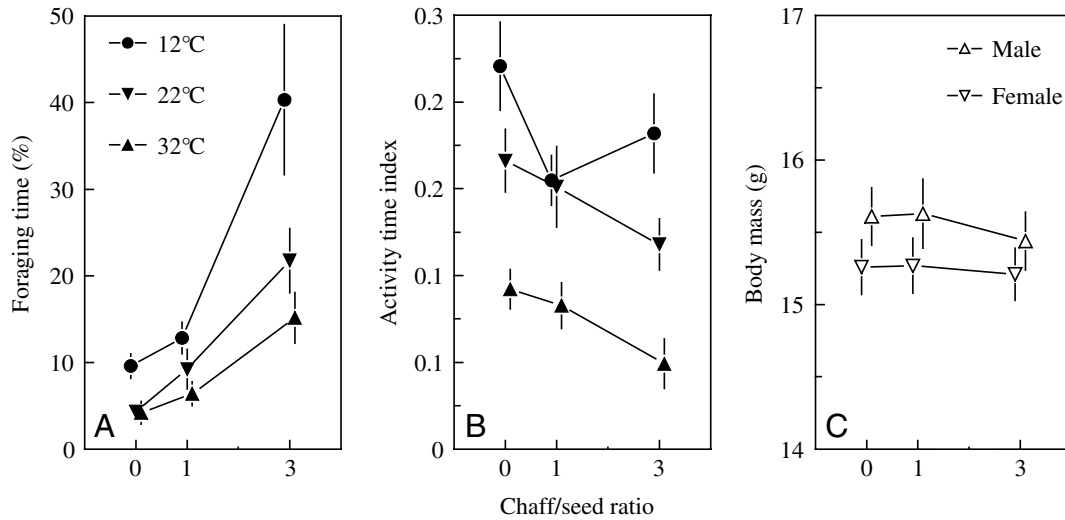 50
40
30
20
10
0
Foraging time (%)
12°C
22°C
32°C
A
0
1
3
0.3
0.2
0.2
0.1
0.1
0
Activity time index
B
0
1
3
Chaff/seed ratio
17
16
15
14
Body mass (g)
Male
Female
C
0
1
3